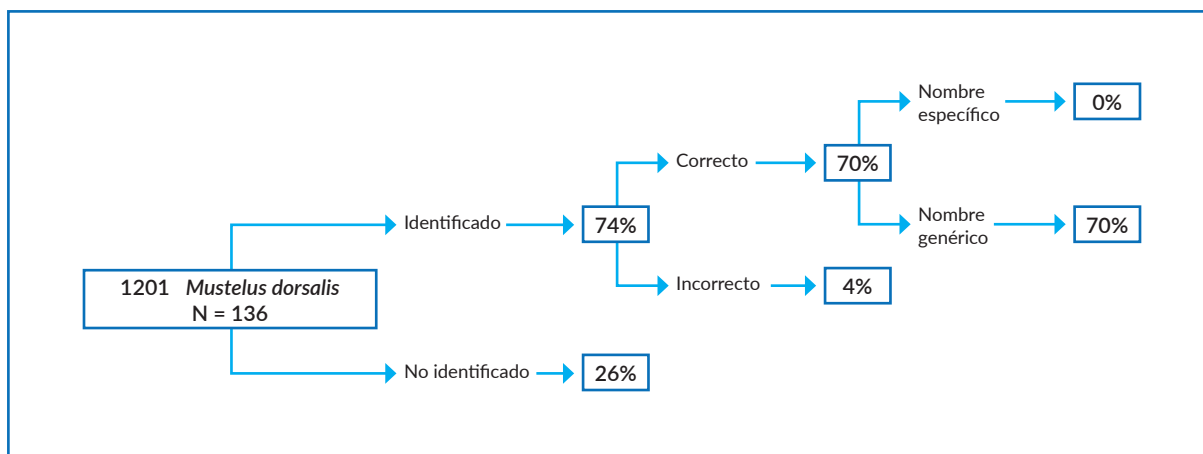 Nombre
específico
0%
Correcto
70%
Identificado
74%
Nombre
genérico
70%
Incorrecto
4%
1201 Mustelus dorsalis
N = 136
No identificado
26%